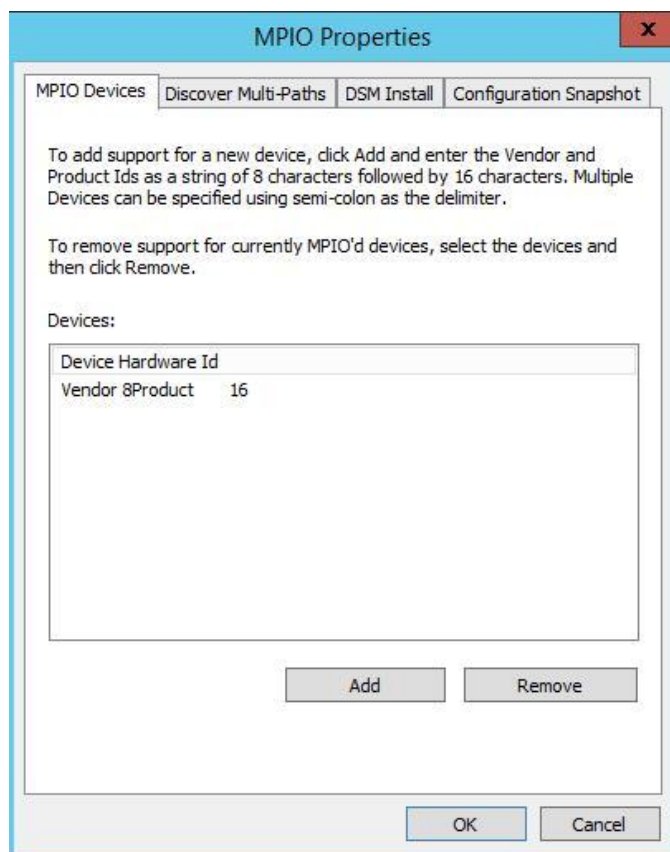 MPIO Properties
x
MPIO Devices Discover Multi-Paths DSM Install Configuration Snapshot
To add support for a new device, click Add and enter the Vendor and
Product Ids as a string of 8 characters followed by 16 characters. Multiple
Devices can be specified using semi-colon as the delimiter.
To remove support for currently MPIO'd devices, select the devices and
then click Remove.
Devices:
Device Hardware Id
Vendor 8Product 16
Add Remove
OK Cancel